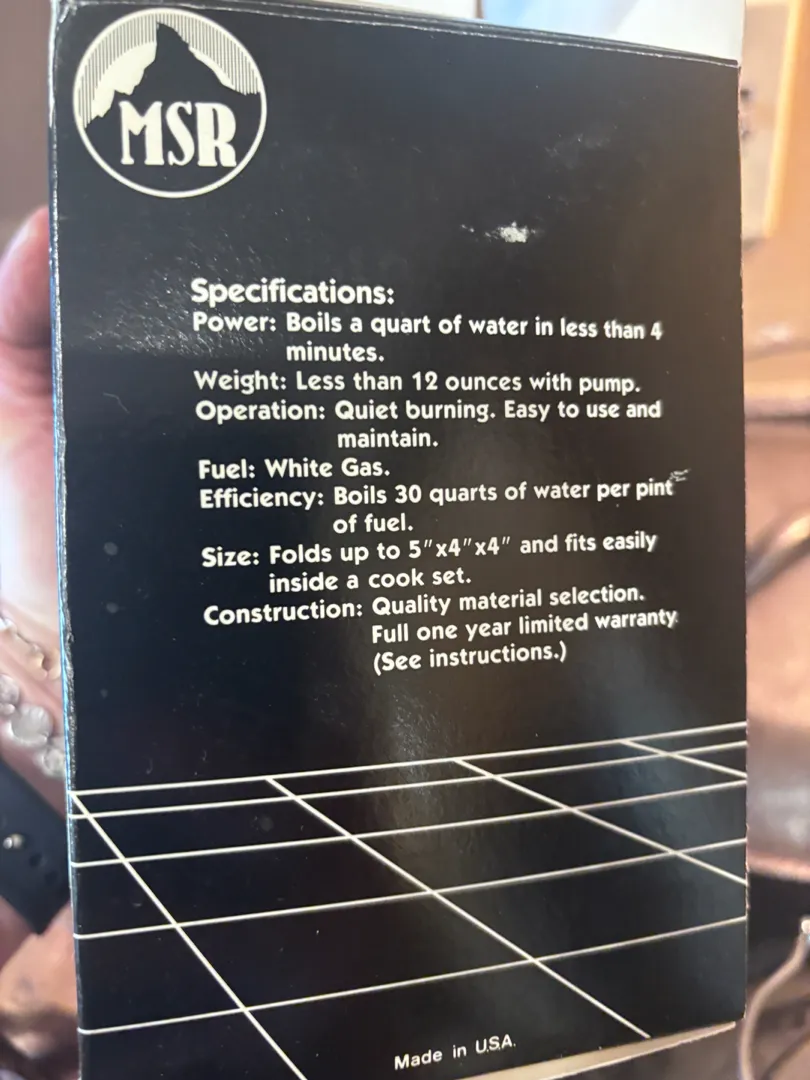 MSR
Specifications:
Power: Boils a quart of water in less than 4
minutes.
Weight: Less than 12 ounces with pump.
Operation: Quiet burning. Easy to use and
maintain.
Fuel: White Gas.
Efficiency: Boils 30 quarts of water per pint
of fuel.
Size: Folds up to 5"x4"x4" and fits easily
inside a cook set.
Construction: Quality material selection.
Full one year limited warranty
(See instructions.)
Made in U.S.A.